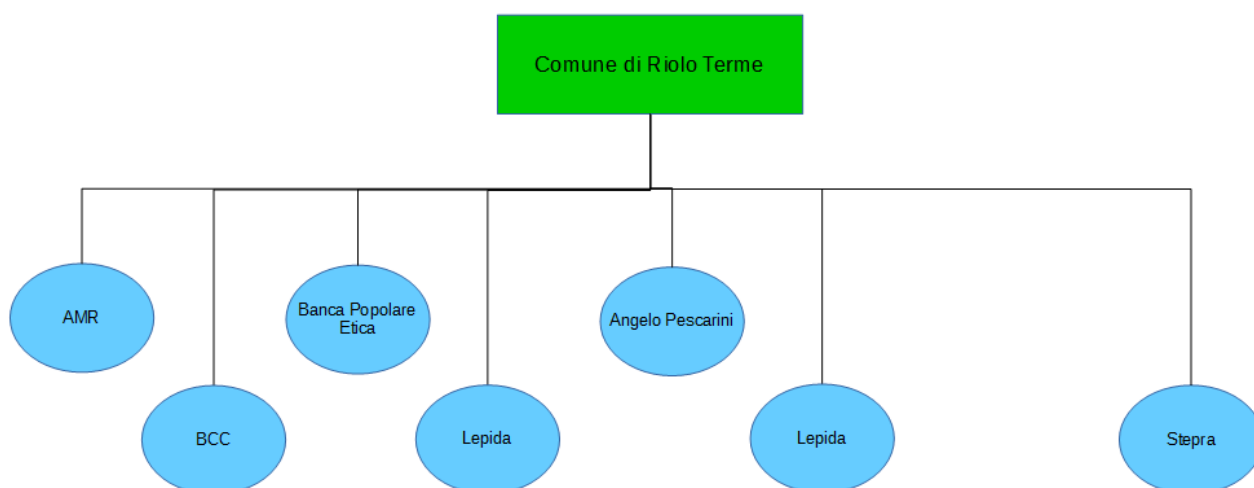 Comune di Riolo Terme
AMR
Banca Popolare
Etica
Angelo Pescarini
BCC
Lepida
Lepida
Stepra